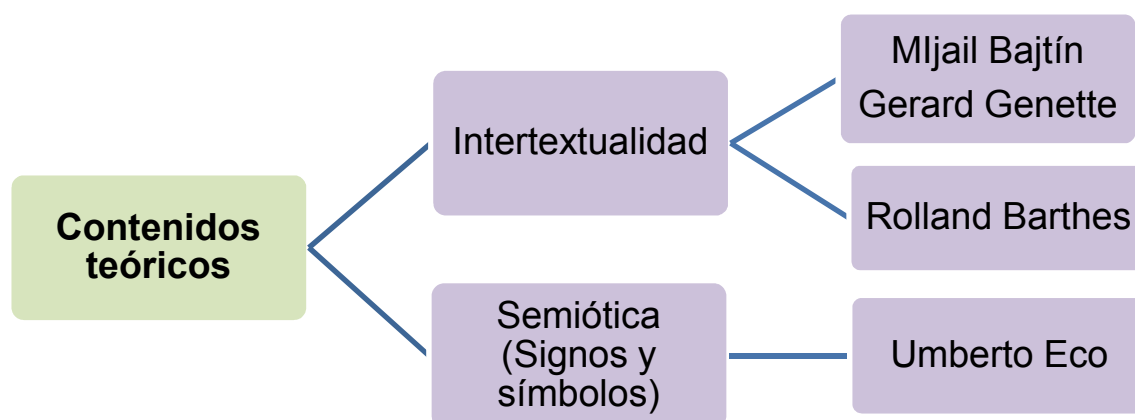 Contenidos
teóricos
Intertextualidad
MIjail Bajtín
Gerard Genette
Rolland Barthes
Semiótica
(Signos y
símbolos)
Umberto Eco